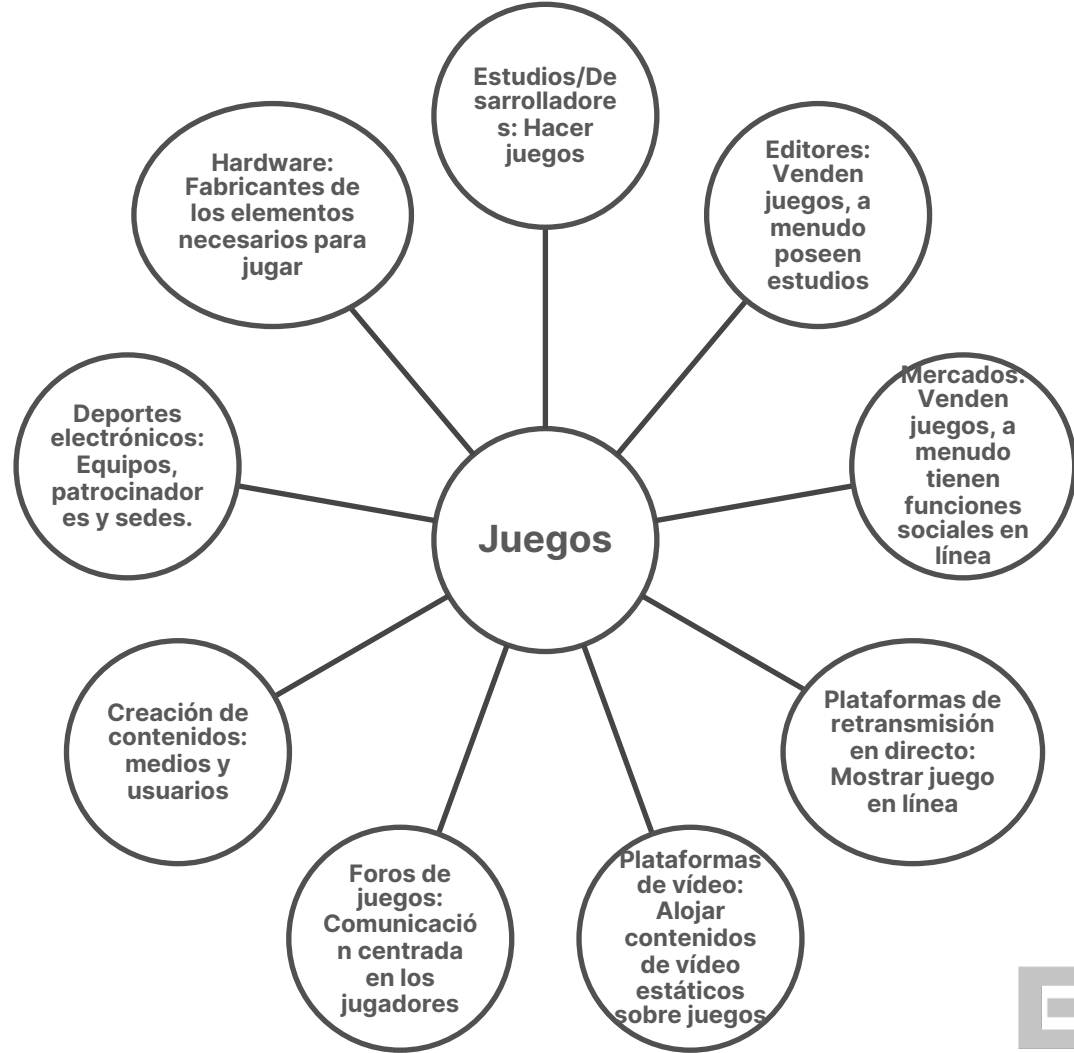 Estudios/De
sarrolladore
s: Hacer
juegos
Editores:
Venden
juegos, a
menudo
poseen
estudios
Mercados:
Venden
juegos, a
menudo
tienen
funciones
sociales en
línea
Plataformas de
retransmisión
en directo:
Mostrar juego
en línea
Plataformas
de vídeo:
Alojar
contenidos
de vídeo
estáticos
sobre juegos
Foros de
juegos:
Comunicació
n centrada
en los
jugadores
Creación de
contenidos:
medios y
usuarios
Deportes
electrónicos:
Equipos,
patrocinador
es y sedes.
Hardware:
Fabricantes de
los elementos
necesarios para
jugar
Juegos
E